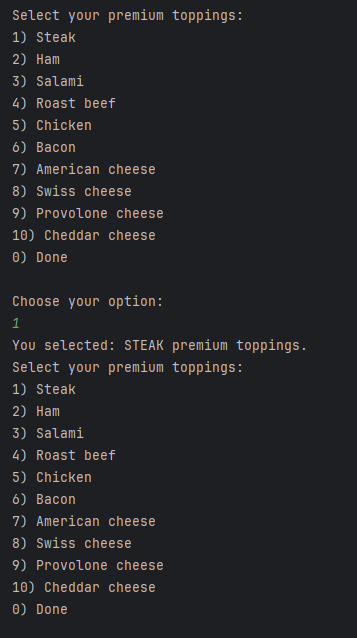 Select your premium toppings:
1) Steak
2) Ham
3) Salami
4) Roast beef
5) Chicken
6) Bacon
7) American cheese
8) Swiss cheese
9) Provolone cheese
10) Cheddar cheese
0) Done

Choose your option:
1
You selected: STEAK premium toppings.
Select your premium toppings:
1) Steak
2) Ham
3) Salami
4) Roast beef
5) Chicken
6) Bacon
7) American cheese
8) Swiss cheese
9) Provolone cheese
10) Cheddar cheese
0) Done